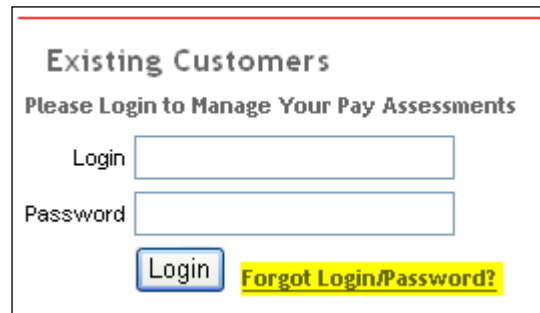 Existing Customers
Please Login to Manage Your Pay Assessments
Login
Password
Login Forgot Login/Password?